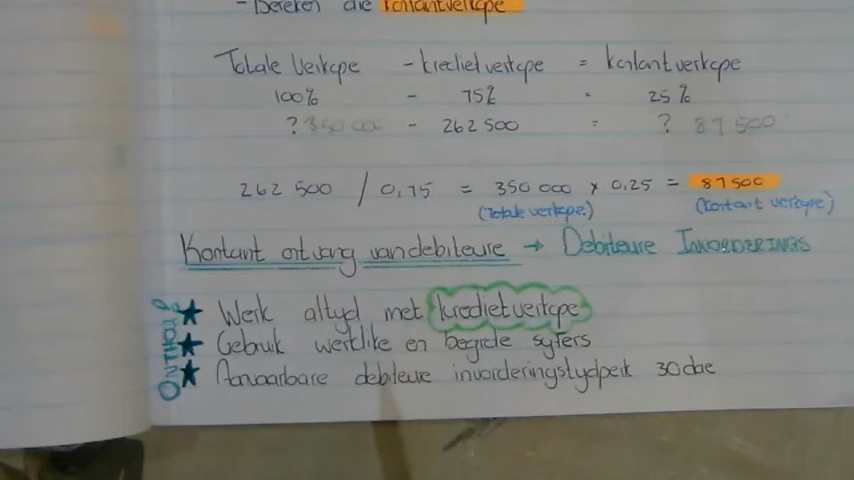 - Bereken die kontantverkope
Totale Verkope - kredietverkope = kontantverkope
100% - 75% = 25%
? 350 000 - 262 500 = ? 87 500
262 500 / 0,75 = 350 000 x 0,25 = 87500
(Totale verkope) (kontant verkope)
Kontant ontvang van debiteure → Debiteure INVORDERINGS
ONTHOU
★ Werk altyd met kredietverkope
★ Gebruik werklike en begrote syfers
★ Aanvaarbare debiteure invorderingstydperk 30 dae